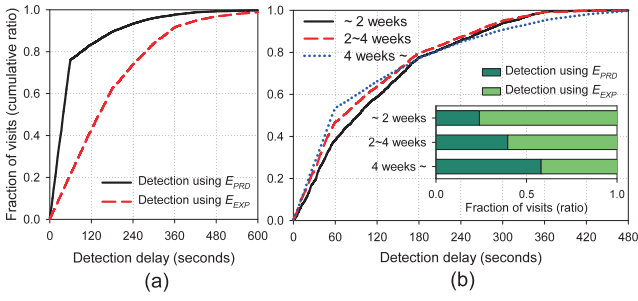 Fraction of visits (cumulative ratio)
1.0
0.8
0.6
0.4
0.2
0.0
Detection using E_PRD
Detection using E_EXP
0 120 240 360 480 600
Detection delay (seconds)
(a)
1.0
0.8
0.6
0.4
0.2
0.0
~ 2 weeks
2~4 weeks
4 weeks ~
Detection using E_PRD
Detection using E_EXP
~ 2 weeks
2~4 weeks
4 weeks ~
0.0 0.5 1.0
Fraction of visits (ratio)
0 60 120 180 240 300 360 420 480
Detection delay (seconds)
(b)